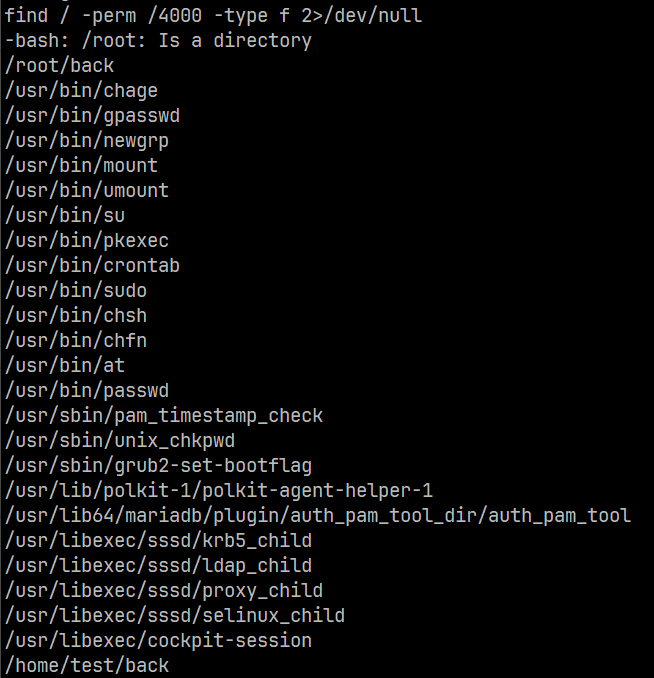 find / -perm /4000 -type f 2>/dev/null
-bash: /root: Is a directory
/root/back
/usr/bin/chage
/usr/bin/gpasswd
/usr/bin/newgrp
/usr/bin/mount
/usr/bin/umount
/usr/bin/su
/usr/bin/pkexec
/usr/bin/crontab
/usr/bin/sudo
/usr/bin/chsh
/usr/bin/chfn
/usr/bin/at
/usr/bin/passwd
/usr/sbin/pam_timestamp_check
/usr/sbin/unix_chkpwd
/usr/sbin/grub2-set-bootflag
/usr/lib/polkit-1/polkit-agent-helper-1
/usr/lib64/mariadb/plugin/auth_pam_tool_dir/auth_pam_tool
/usr/libexec/sssd/krb5_child
/usr/libexec/sssd/ldap_child
/usr/libexec/sssd/proxy_child
/usr/libexec/sssd/selinux_child
/usr/libexec/cockpit-session
/home/test/back